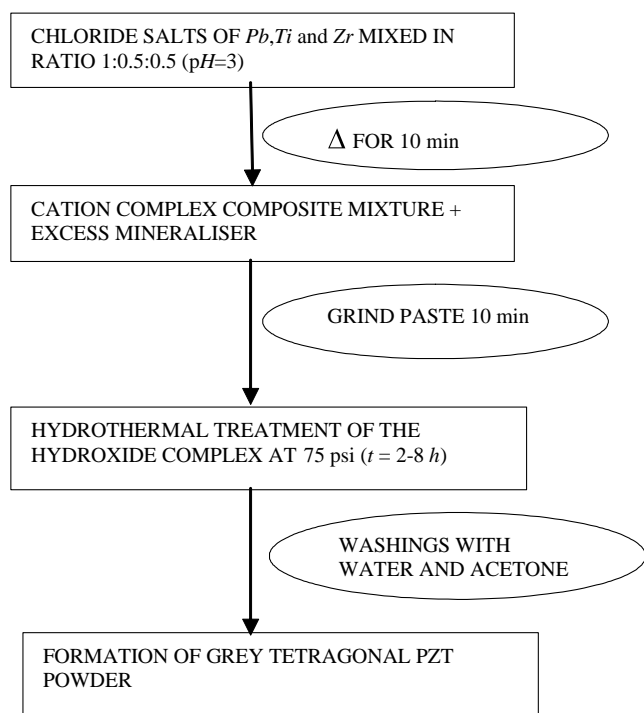 CHLORIDE SALTS OF Pb,Ti and Zr MIXED IN
RATIO 1:0.5:0.5 (pH=3)
Δ FOR 10 min
CATION COMPLEX COMPOSITE MIXTURE +
EXCESS MINERALISER
GRIND PASTE 10 min
HYDROTHERMAL TREATMENT OF THE
HYDROXIDE COMPLEX AT 75 psi (t = 2-8 h)
WASHINGS WITH
WATER AND ACETONE
FORMATION OF GREY TETRAGONAL PZT
POWDER